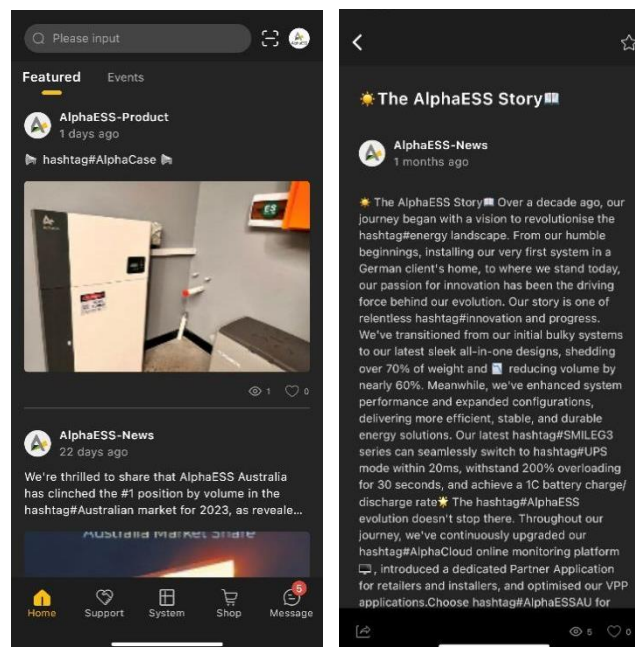 Please input
Featured
Events
AlphaESS-Product
1 days ago
hashtag#AlphaCase
1
0
AlphaESS-News
22 days ago
We're thrilled to share that AlphaESS Australia
has clinched the #1 position by volume in the
hashtag#Australian market for 2023, as reveale...
Australia Market Share
Home
Support
System
Shop
5
Message
The AlphaESS Story
AlphaESS-News
1 months ago
The AlphaESS Story Over a decade ago, our
journey began with a vision to revolutionise the
hashtag#energy landscape. From our humble
beginnings, installing our very first system in a
German client's home, to where we stand today,
our passion for innovation has been the driving
force behind our evolution. Our story is one of
relentless hashtag#innovation and progress.
We've transitioned from our initial bulky systems
to our latest sleek all-in-one designs, shedding
over 70% of weight and reducing volume by
nearly 60%. Meanwhile, we've enhanced system
performance and expanded configurations,
delivering more efficient, stable, and durable
energy solutions. Our latest hashtag#SMILEG3
series can seamlessly switch to hashtag#UPS
mode within 20ms, withstand 200% overloading
for 30 seconds, and achieve a 1C battery charge/
discharge rate The hashtag#AlphaESS
evolution doesn't stop there. Throughout our
journey, we've continuously upgraded our
hashtag#AlphaCloud online monitoring platform
, introduced a dedicated Partner Application
for retailers and installers, and optimised our VPP
applications.Choose hashtag#AlphaESSAU for
6
0